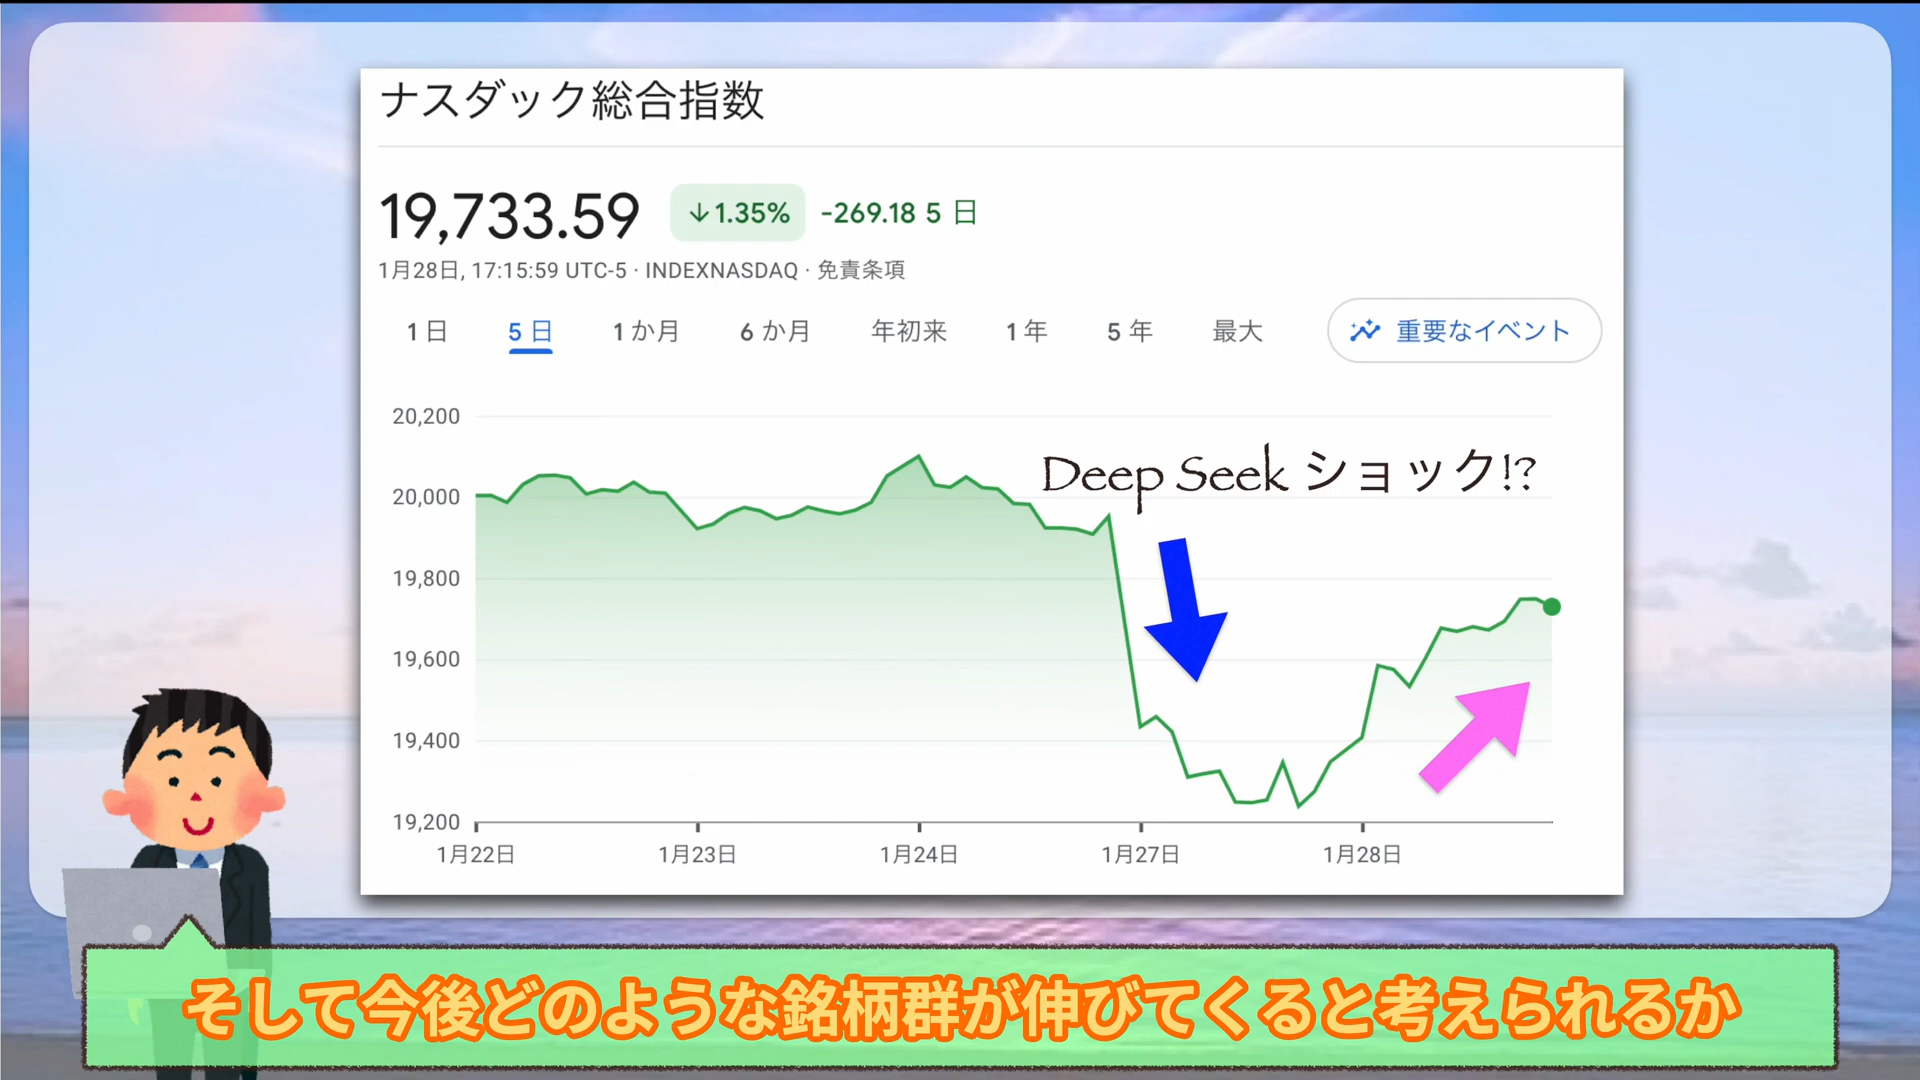 ナスダック総合指数
19,733.59 ↓1.35% -269.18 5 日
1月28日, 17:15:59 UTC-5 · INDEXNASDAQ · 免責条項
1 日 5 日 1 か月 6 か月 年初来 1 年 5 年 最大 重要なイベント
20,200
Deep Seek ショック!?
20,000
19,800
19,600
19,400
19,200
1月22日 1月23日 1月24日 1月27日 1月28日
そして今後どのような銘柄群が伸びてくると考えられるか